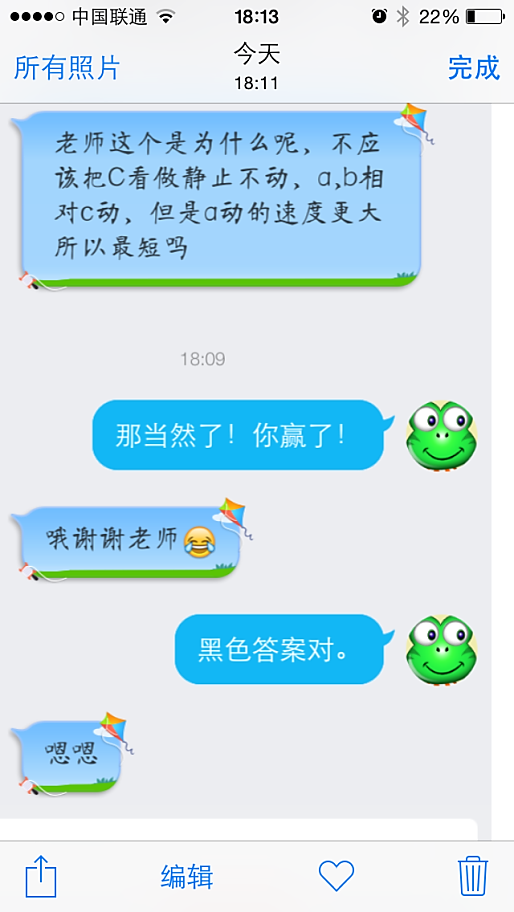 中国联通 18:13 22%
所有照片 今天 完成
18:11
老师这个是为什么呢，不应
该把C看做静止不动，a,b相
对c动，但是a动的速度更大
所以最短吗
18:09
那当然了！你赢了！
哦谢谢老师😂
黑色答案对。
嗯嗯
编辑